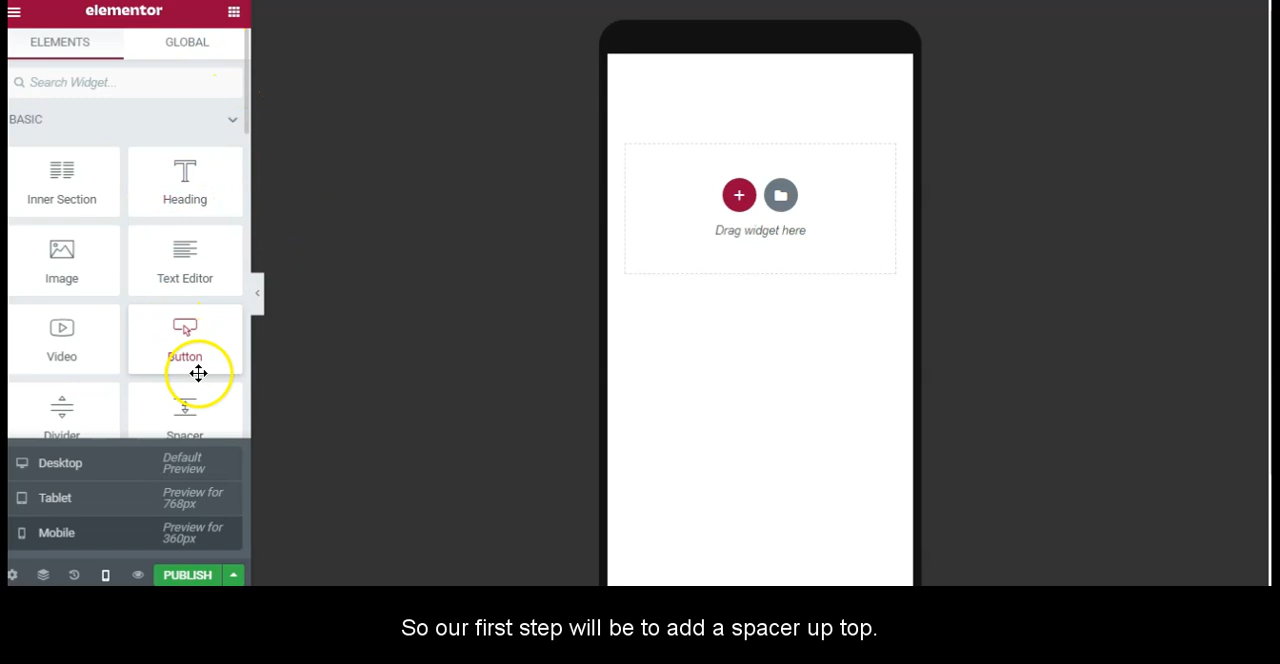 elementor
ELEMENTS GLOBAL
Search Widget...
BASIC
Inner Section Heading
Image Text Editor
Video Button
Divider Spacer
Desktop Default Preview
Tablet Preview for 768px
Mobile Preview for 360px
PUBLISH
Drag widget here
So our first step will be to add a spacer up top.